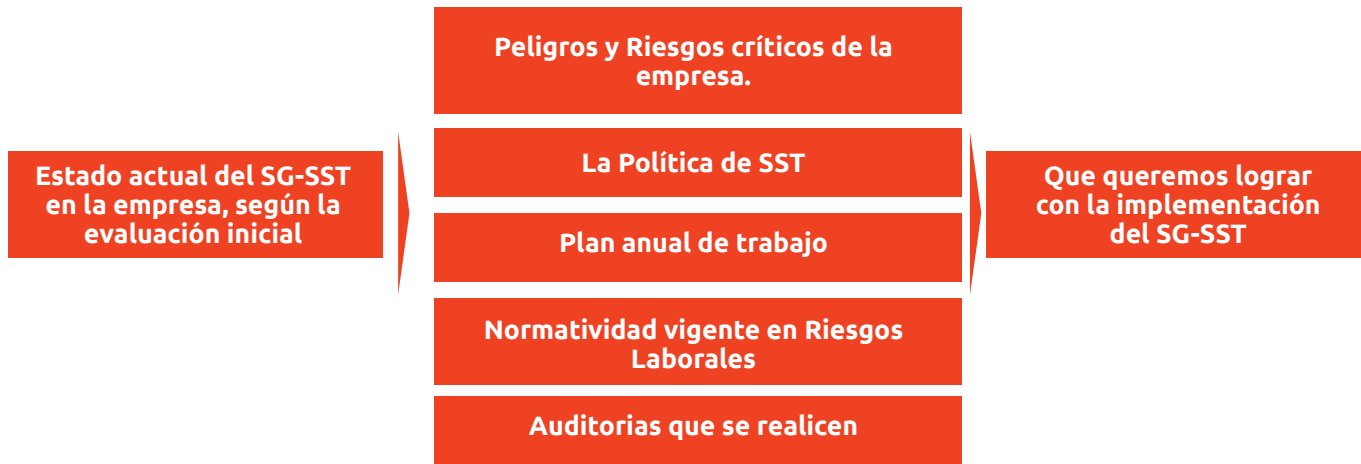 Estado actual del SG-SST
en la empresa, según la
evaluación inicial
Peligros y Riesgos críticos de la
empresa.
La Política de SST
Plan anual de trabajo
Normatividad vigente en Riesgos
Laborales
Auditorias que se realicen
Que queremos lograr
con la implementación
del SG-SST